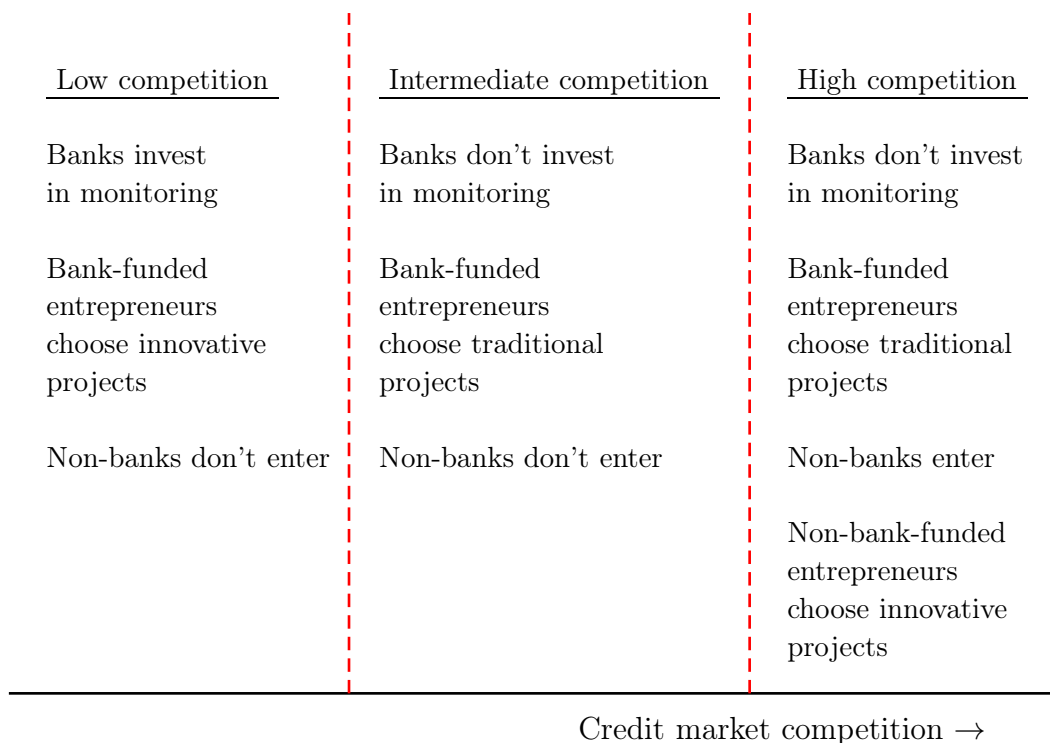 Low competition
Banks invest
in monitoring
Bank-funded
entrepreneurs
choose innovative
projects
Non-banks don't enter
Intermediate competition
Banks don't invest
in monitoring
Bank-funded
entrepreneurs
choose traditional
projects
Non-banks don't enter
High competition
Banks don't invest
in monitoring
Bank-funded
entrepreneurs
choose traditional
projects
Non-banks enter
Non-bank-funded
entrepreneurs
choose innovative
projects
Credit market competition →